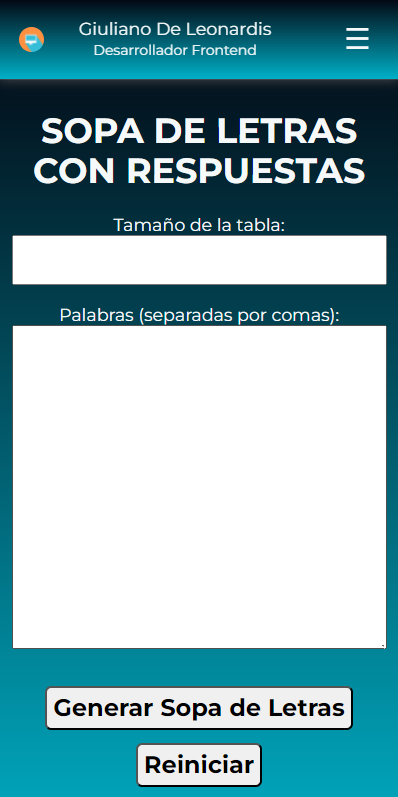 Giuliano De Leonardis
Desarrollador Frontend
SOPA DE LETRAS
CON RESPUESTAS
Tamaño de la tabla:
Palabras (separadas por comas):
Generar Sopa de Letras
Reiniciar